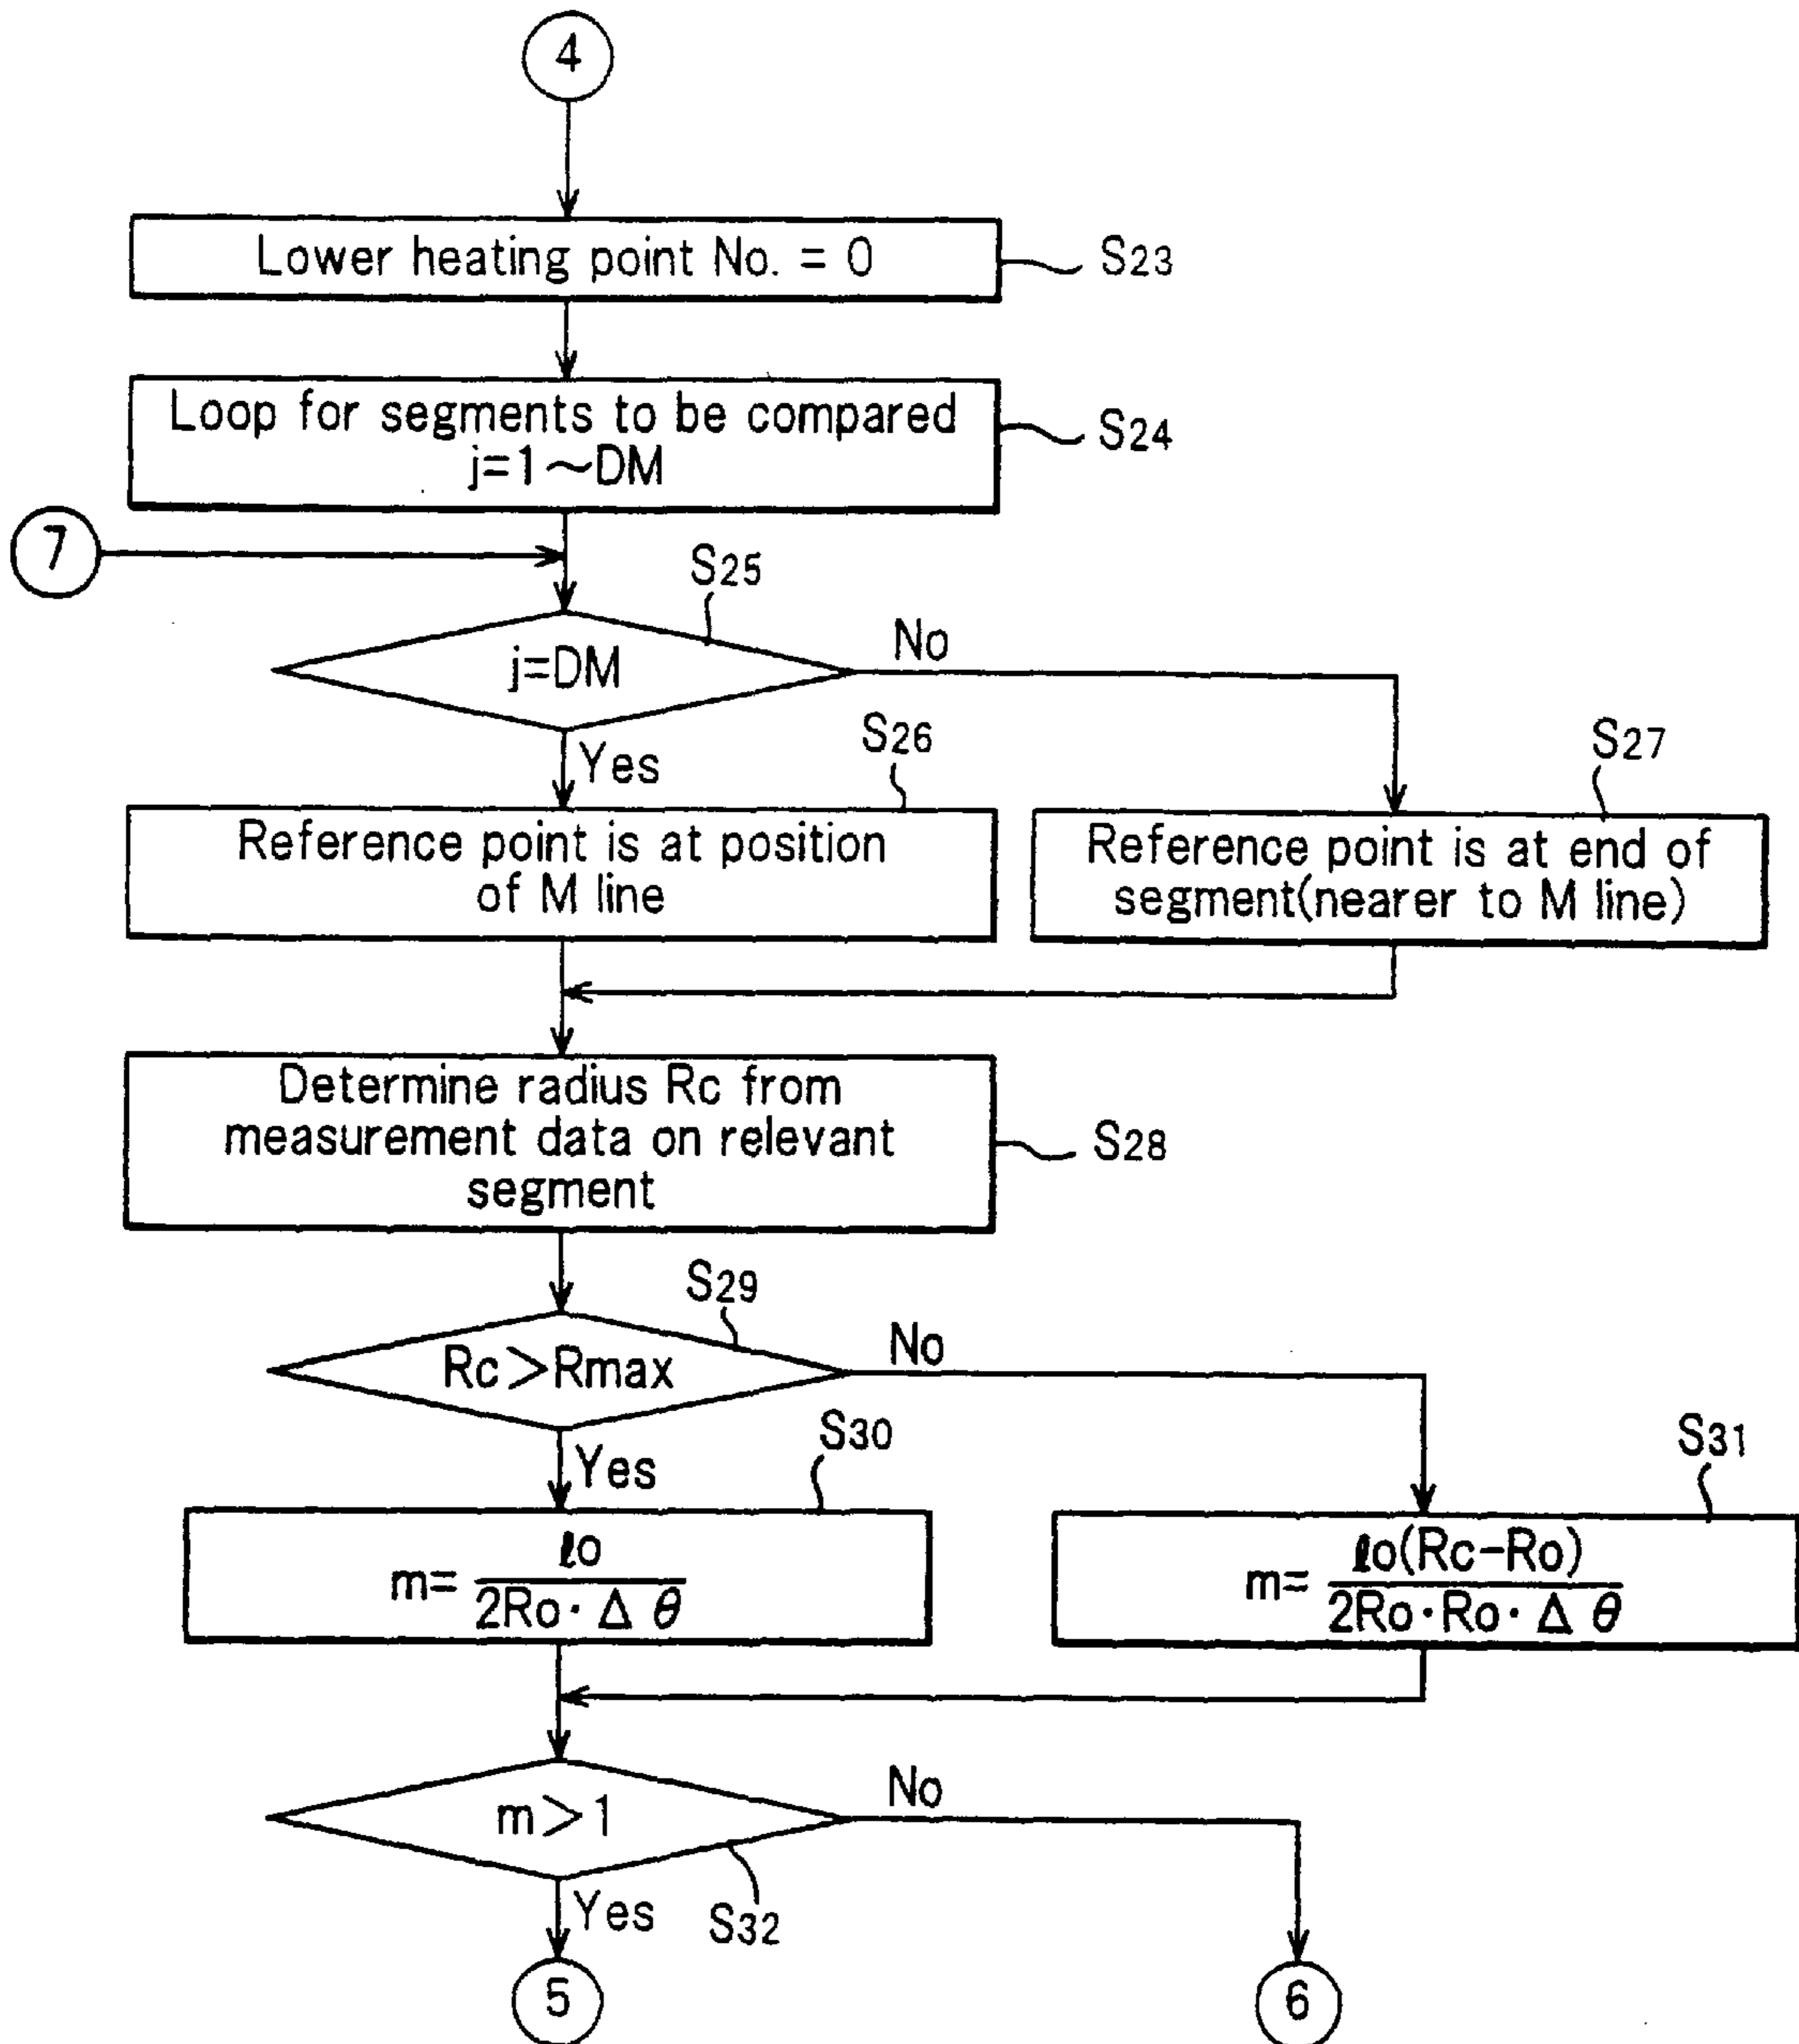 4
Lower heating point No. = 0
S23
Loop for segments to be compared
j=1～DM
S24
7
S25
j=DM
No
Yes
S26
S27
Reference point is at position
of M line
Reference point is at end of
segment(nearer to M line)
Determine radius Rc from
measurement data on relevant
segment
S28
S29
Rc>Rmax
No
Yes
S30
S31
m= ℓo / 2Ro・Δθ
m= ℓo(Rc-Ro) / 2Ro・Ro・Δθ
m>1
No
Yes
S32
5
6